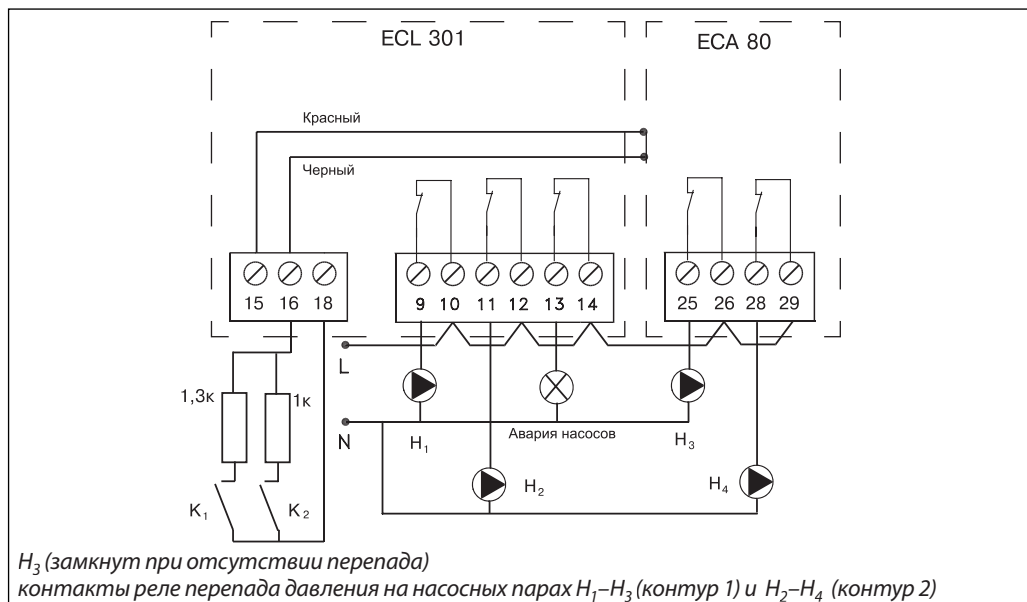 ECL 301
ECA 80
Красный
Черный
15 16 18
9 10 11 12 13 14
25 26 28 29
L
1,3к
1к
N
H1
Авария насосов
H3
H2
H4
K1
K2
H3 (замкнут при отсутствии перепада)
контакты реле перепада давления на насосных парах H1–H3 (контур 1) и H2–H4 (контур 2)